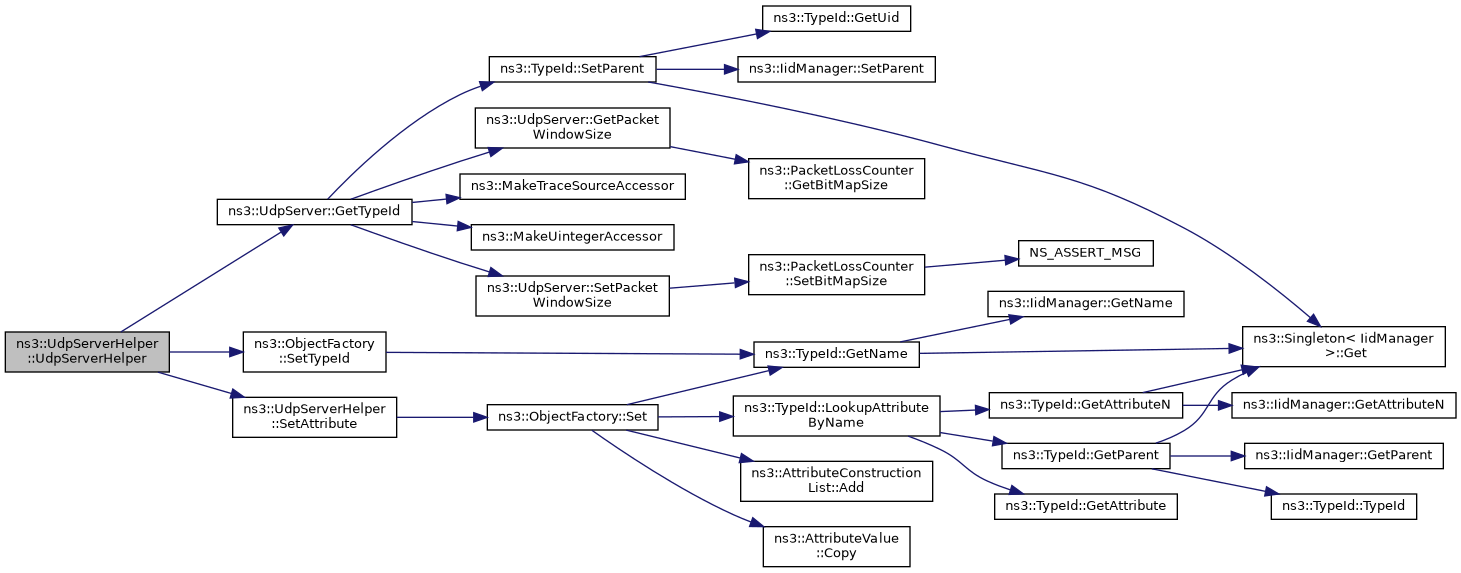 ns3::TypeId::GetUid
ns3::TypeId::SetParent
ns3::IidManager::SetParent
ns3::UdpServer::GetPacket
WindowSize
ns3::PacketLossCounter
::GetBitMapSize
ns3::MakeTraceSourceAccessor
ns3::UdpServer::GetTypeId
ns3::MakeUintegerAccessor
NS_ASSERT_MSG
ns3::PacketLossCounter
::SetBitMapSize
ns3::UdpServer::SetPacket
WindowSize
ns3::IidManager::GetName
ns3::UdpServerHelper
::UdpServerHelper
ns3::ObjectFactory
::SetTypeId
ns3::TypeId::GetName
ns3::Singleton< IidManager
>::Get
ns3::UdpServerHelper
::SetAttribute
ns3::ObjectFactory::Set
ns3::TypeId::LookupAttribute
ByName
ns3::TypeId::GetAttributeN
ns3::IidManager::GetAttributeN
ns3::TypeId::GetParent
ns3::IidManager::GetParent
ns3::AttributeConstruction
List::Add
ns3::TypeId::GetAttribute
ns3::TypeId::TypeId
ns3::AttributeValue
::Copy